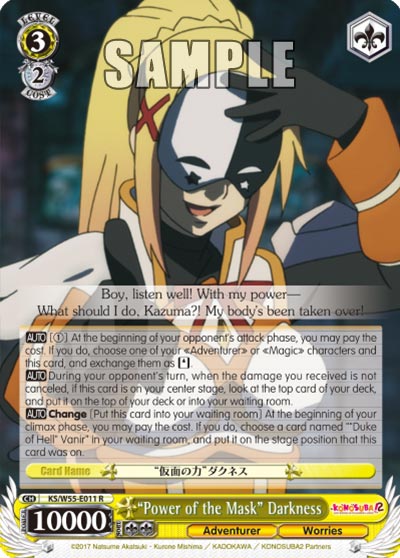 LEVEL
3
2
COST
SAMPLE
Boy, listen well! With my power—
What should I do, Kazuma?! My body's been taken over!
AUTO [①] At the beginning of your opponent's attack phase, you may pay the
cost. If you do, choose one of your «Adventurer» or «Magic» characters and
this card, and exchange them as [*].
AUTO During your opponent's turn, when the damage you received is not
canceled, if this card is on your center stage, look at the top card of your deck,
and put it on the top of your deck or into your waiting room.
AUTO Change [Put this card into your waiting room] At the beginning of your
climax phase, you may pay the cost. If you do, choose a card named ""Duke
of Hell" Vanir" in your waiting room, and put it on the stage position that this
card was on.
Card Name
“仮面の力”ダクネス
CH KS/W55-E011 R
“Power of the Mask” Darkness
KONOSUBA 2
10000
Adventurer
Worries
©2017 Natsume Akatsuki・Kurone Mishima / KADOKAWA / KONOSUBA2 Partners